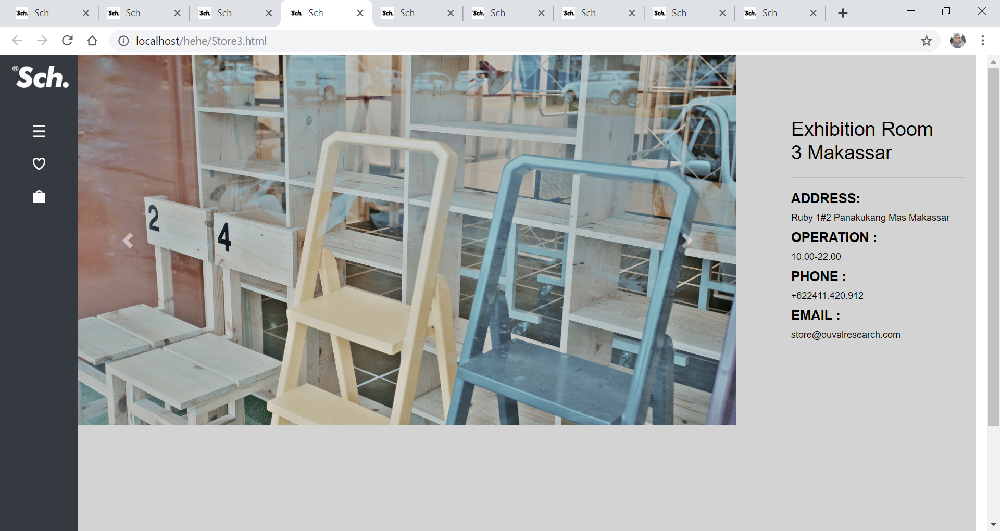 Sch
Sch
Sch
Sch
Sch
Sch
Sch
Sch
Sch
localhost/hehe/Store3.html
®Sch.
2
4
Exhibition Room
3 Makassar
ADDRESS:
Ruby 1#2 Panakukang Mas Makassar
OPERATION :
10.00-22.00
PHONE :
+622411.420.912
EMAIL :
store@ouvalresearch.com